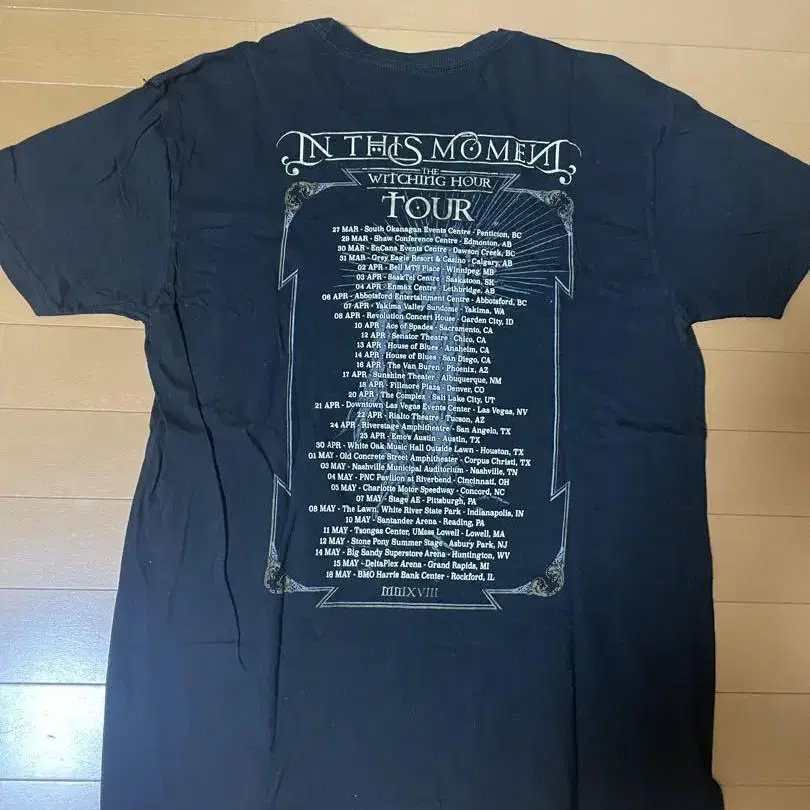 IN THIS MOMENT
THE
WITCHING HOUR
TOUR
27 MAR - South Okanagan Events Centre - Penticton, BC
29 MAR - Shaw Conference Centre - Edmonton, AB
30 MAR - EnCana Events Centre - Dawson Creek, BC
31 MAR - Grey Eagle Resort & Casino - Calgary, AB
02 APR - Bell MTS Place - Winnipeg, MB
03 APR - SaskTel Centre - Saskatoon, SK
04 APR - Enmax Centre - Lethbridge, AB
06 APR - Abbotsford Entertainment Centre - Abbotsford, BC
07 APR - Yakima Valley Sundome - Yakima, WA
08 APR - Revolution Concert House - Garden City, ID
10 APR - Ace of Spades - Sacramento, CA
12 APR - Senator Theatre - Chico, CA
13 APR - House of Blues - Anaheim, CA
14 APR - House of Blues - San Diego, CA
16 APR - The Van Buren - Phoenix, AZ
17 APR - Sunshine Theater - Albuquerque, NM
18 APR - Fillmore Plaza - Denver, CO
20 APR - The Complex - Salt Lake City, UT
21 APR - Downtown Las Vegas Events Center - Las Vegas, NV
22 APR - Rialto Theatre - Tucson, AZ
24 APR - Riverstage Amphitheatre - San Angelo, TX
25 APR - Emo's Austin - Austin, TX
30 APR - White Oak Music Hall Outside Lawn - Houston, TX
01 MAY - Old Concrete Street Amphitheater - Corpus Christi, TX
03 MAY - Nashville Municipal Auditorium - Nashville, TN
04 MAY - PNC Pavilion at Riverbend - Cincinnati, OH
05 MAY - Charlotte Motor Speedway - Concord, NC
07 MAY - Stage AE - Pittsburgh, PA
08 MAY - The Lawn, White River State Park - Indianapolis, IN
10 MAY - Santander Arena - Reading, PA
11 MAY - Tsongas Center, UMass Lowell - Lowell, MA
12 MAY - Stone Pony Summer Stage - Asbury Park, NJ
14 MAY - Big Sandy Superstore Arena - Huntington, WV
15 MAY - DeltaPlex Arena - Grand Rapids, MI
16 MAY - BMO Harris Bank Center - Rockford, IL
MMXVIII